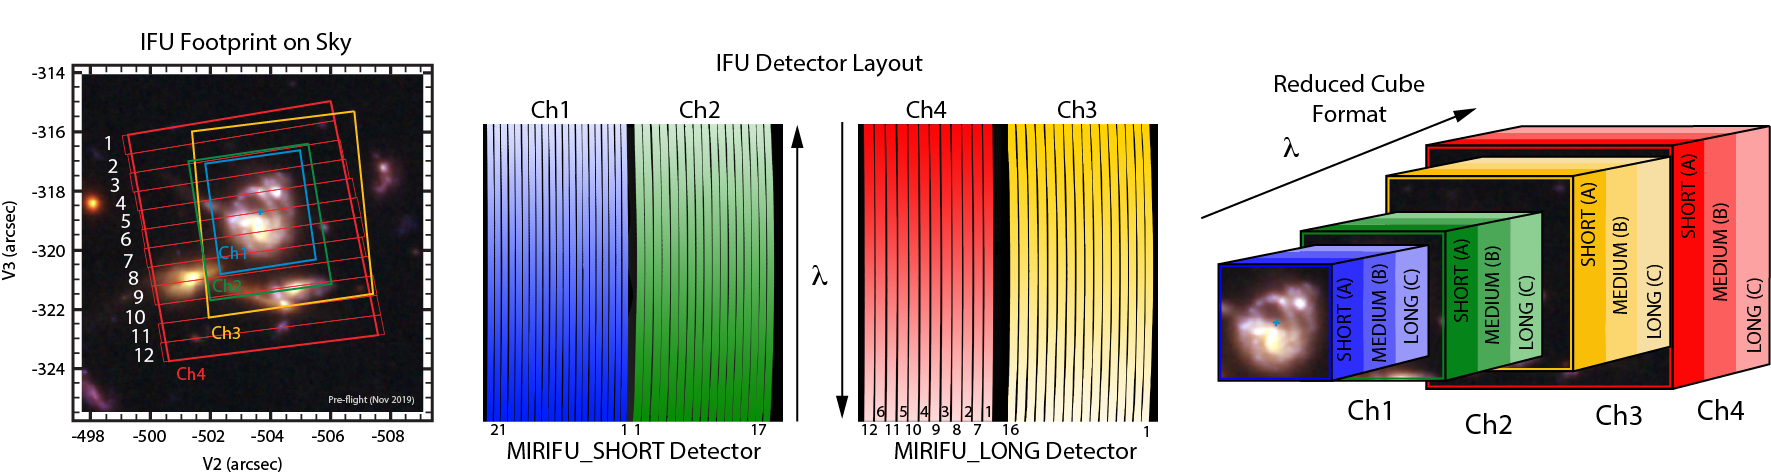 IFU Footprint on Sky
-314
-316
-318
-320
-322
-324
V3 (arcsec)
1
2
3
4
5
6
7
8
9
10
11
12
Ch1
Ch2
Ch3
Ch4
Pre-flight (Nov 2019)
-498 -500 -502 -504 -506 -508
V2 (arcsec)
IFU Detector Layout
Ch1 Ch2
21 1 1 17
MIRIFU_SHORT Detector
λ
Ch4 Ch3
6 5 4 3 2 1
12 11 10 9 8 7 16 1
MIRIFU_LONG Detector
Reduced Cube
Format
λ
SHORT (A)
MEDIUM (B)
LONG (C)
SHORT (A)
MEDIUM (B)
LONG (C)
SHORT (A)
MEDIUM (B)
LONG (C)
SHORT (A)
MEDIUM (B)
LONG (C)
Ch1
Ch2
Ch3
Ch4